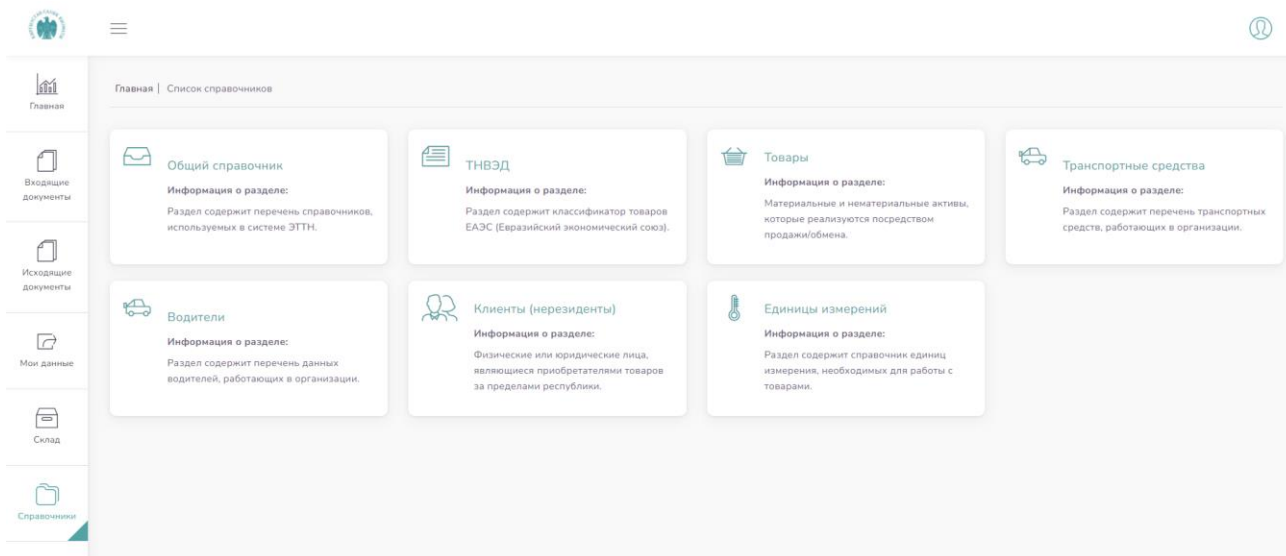 Главная | Список справочников
Главная
Входящие
документы
Исходящие
документы
Мои данные
Склад
Справочники
Общий справочник
Информация о разделе:
Раздел содержит перечень справочников,
используемых в системе ЭТТН.
ТНВЭД
Информация о разделе:
Раздел содержит классификатор товаров
ЕАЭС (Евразийский экономический союз).
Товары
Информация о разделе:
Материальные и нематериальные активы,
которые реализуются посредством
продажи/обмена.
Транспортные средства
Информация о разделе:
Раздел содержит перечень транспортных
средств, работающих в организации.
Водители
Информация о разделе:
Раздел содержит перечень данных
водителей, работающих в организации.
Клиенты (нерезиденты)
Информация о разделе:
Физические или юридические лица,
являющиеся приобретателями товаров
за пределами республики.
Единицы измерений
Информация о разделе:
Раздел содержит справочник единиц
измерения, необходимых для работы с
товарами.